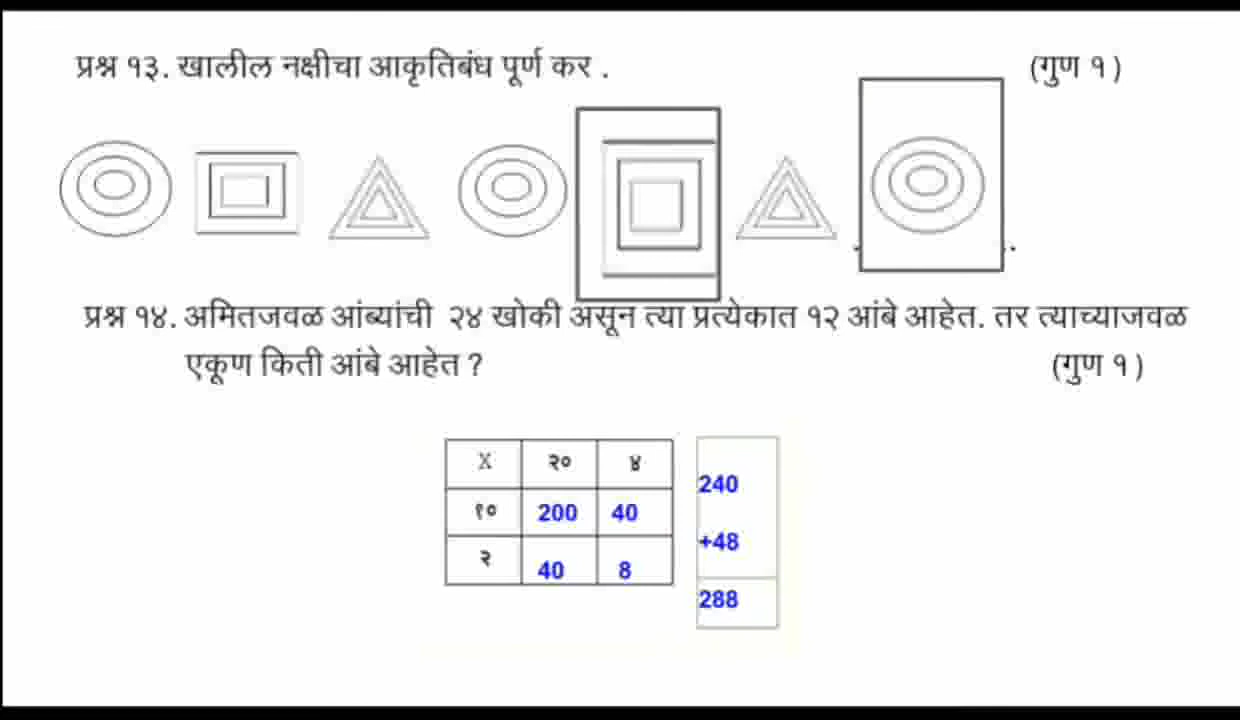 प्रश्न १३. खालील नक्षीचा आकृतिबंध पूर्ण कर . (गुण १)
प्रश्न १४. अमितजवळ आंब्यांची २४ खोकी असून त्या प्रत्येकात १२ आंबे आहेत. तर त्याच्याजवळ
एकूण किती आंबे आहेत ? (गुण १)
X २० ४
240
१० 200 40
+48
२ 40 8
288